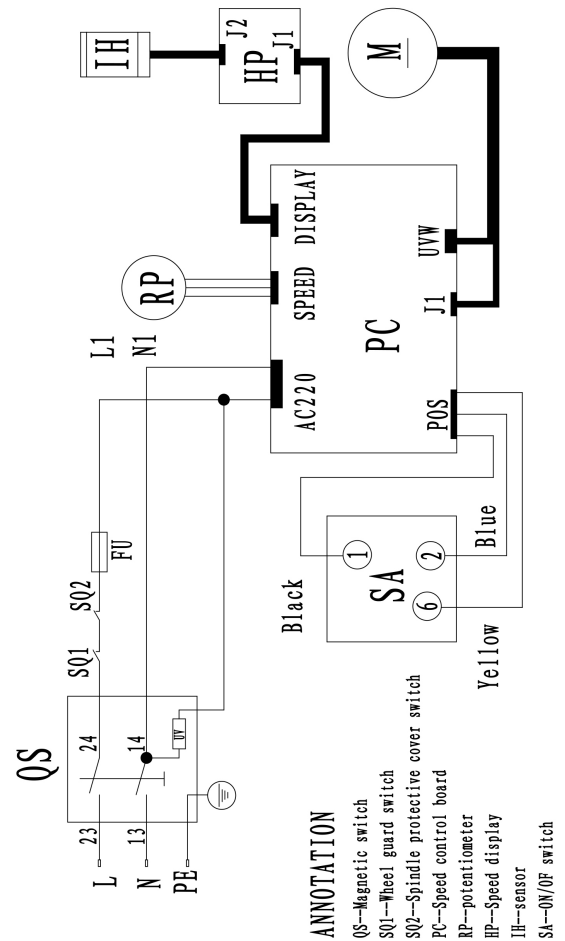 QS
L
23
24
SQ1
SQ2
FU
L1
N
13
14
N1
UV
PE
RP
IH
J2
HP
J1
M
AC220
SPEED
DISPLAY
PC
POS
J1
UVW
Black
1
SA
6
2
Blue
Yellow
ANNOTATION
QS--Magnetic switch
SQ1--Wheel guard switch
SQ2--Spindle protective cover switch
PC--Speed control board
RP--potentiometer
HP--Speed display
IH--sensor
SA--ON/OF switch